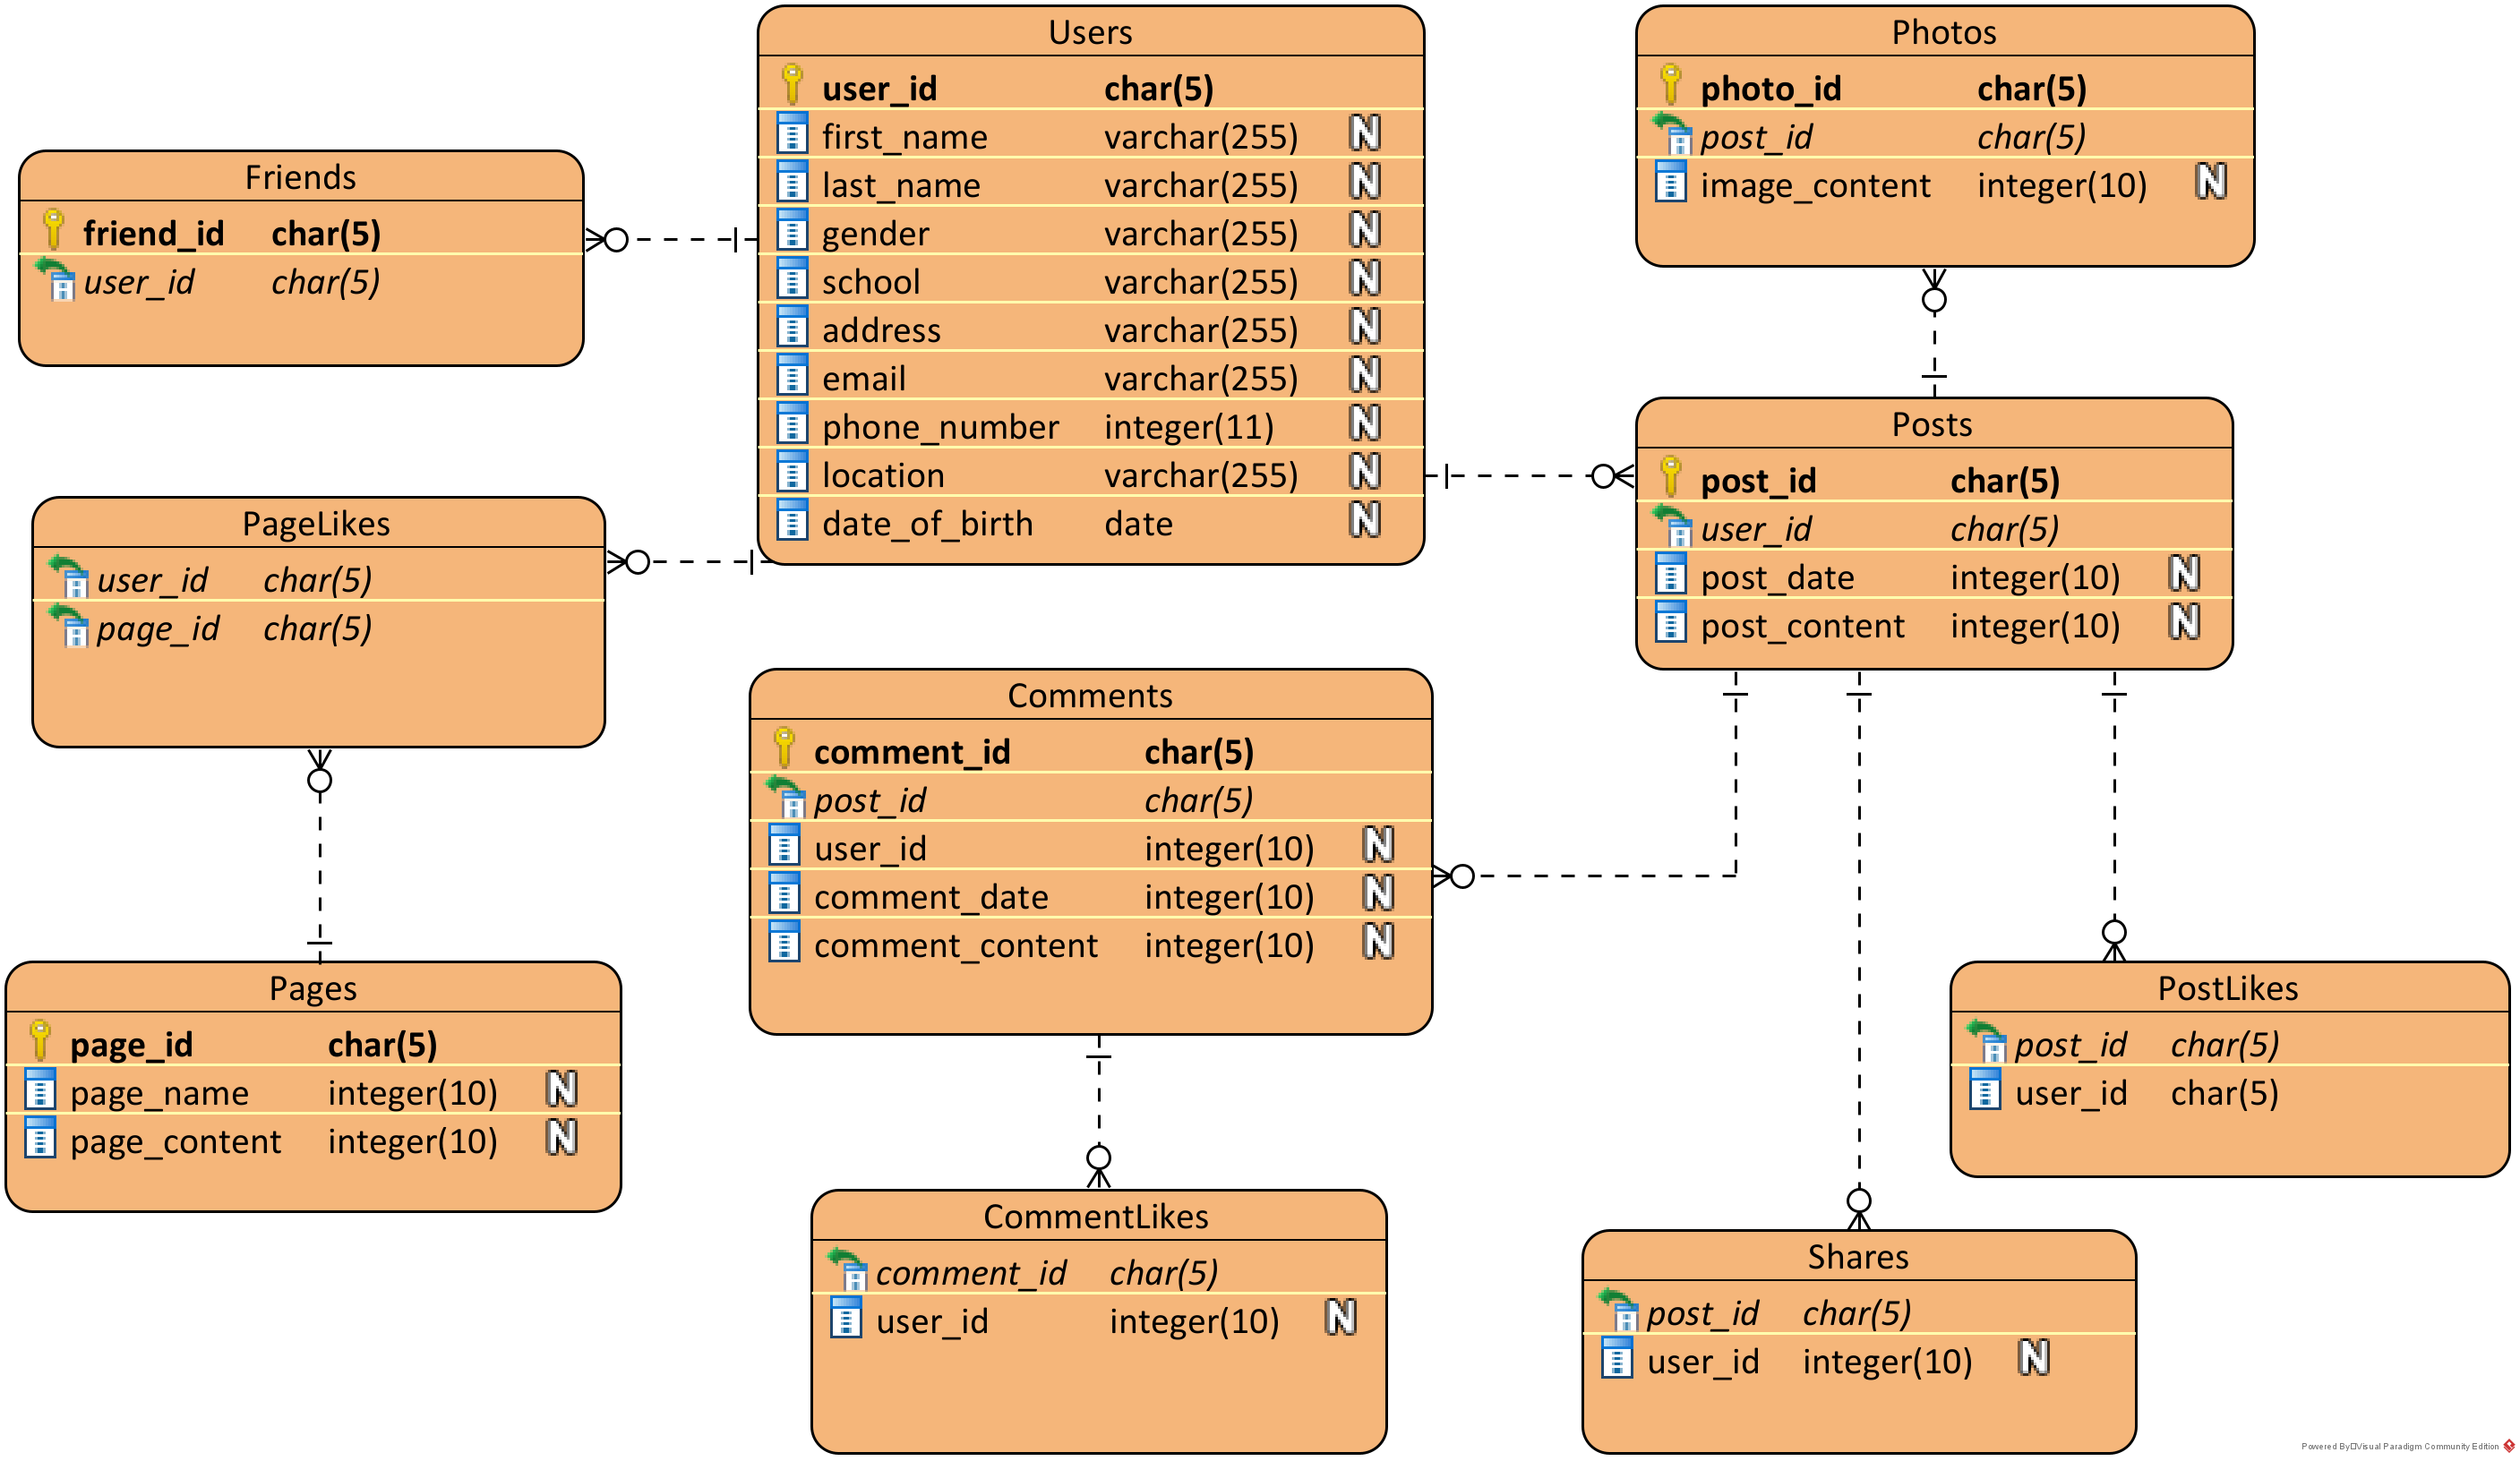 Users
user_id char(5)
first_name varchar(255) N
last_name varchar(255) N
gender varchar(255) N
school varchar(255) N
address varchar(255) N
email varchar(255) N
phone_number integer(11) N
location varchar(255) N
date_of_birth date N
Photos
photo_id char(5)
post_id char(5)
image_content integer(10) N
Friends
friend_id char(5)
user_id char(5)
Posts
post_id char(5)
user_id char(5)
post_date integer(10) N
post_content integer(10) N
PageLikes
user_id char(5)
page_id char(5)
Comments
comment_id char(5)
post_id char(5)
user_id integer(10) N
comment_date integer(10) N
comment_content integer(10) N
Pages
page_id char(5)
page_name integer(10) N
page_content integer(10) N
PostLikes
post_id char(5)
user_id char(5)
CommentLikes
comment_id char(5)
user_id integer(10) N
Shares
post_id char(5)
user_id integer(10) N
Powered By□Visual Paradigm Community Edition